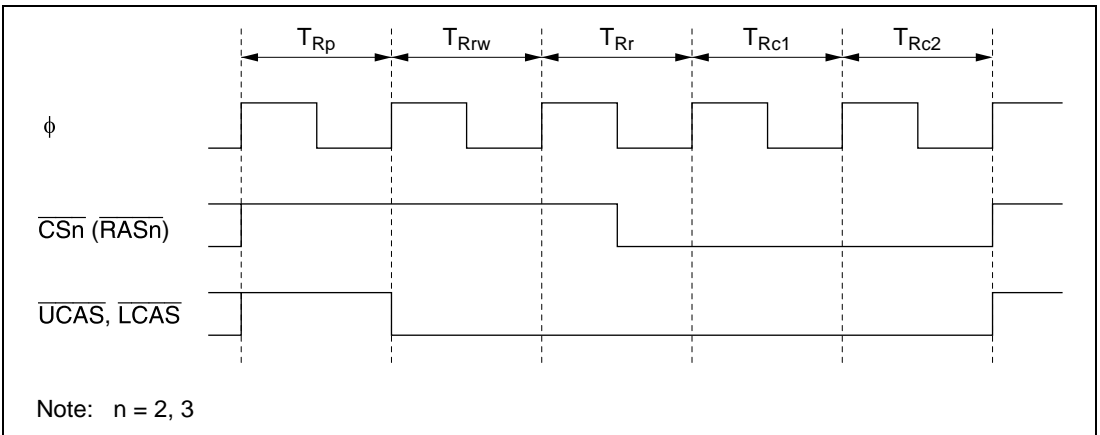 TRp TRrw TRr TRc1 TRc2
φ
CSn (RASn)
UCAS, LCAS
Note: n = 2, 3